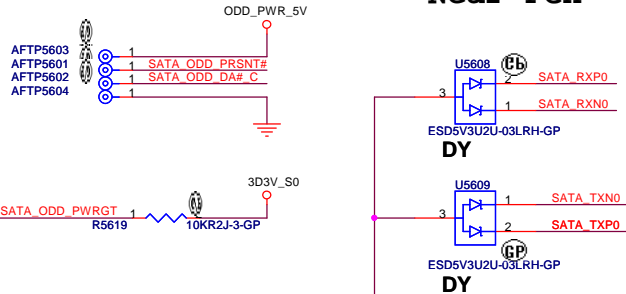 ODD_PWR_5V
AFTP5603 1
AFTP5601 1 SATA_ODD_PRSNT#
AFTP5602 1 SATA_ODD_DA#_C
AFTP5604 1
3D3V_S0
SATA_ODD_PWRGT 1
R5619 10KR2J-3-GP
U5608
3 2 SATA_RXP0
1 SATA_RXN0
ESD5V3U2U-03LRH-GP
DY
U5609
3 1 SATA_TXN0
2 SATA_TXP0
GP
ESD5V3U2U-03LRH-GP
DY